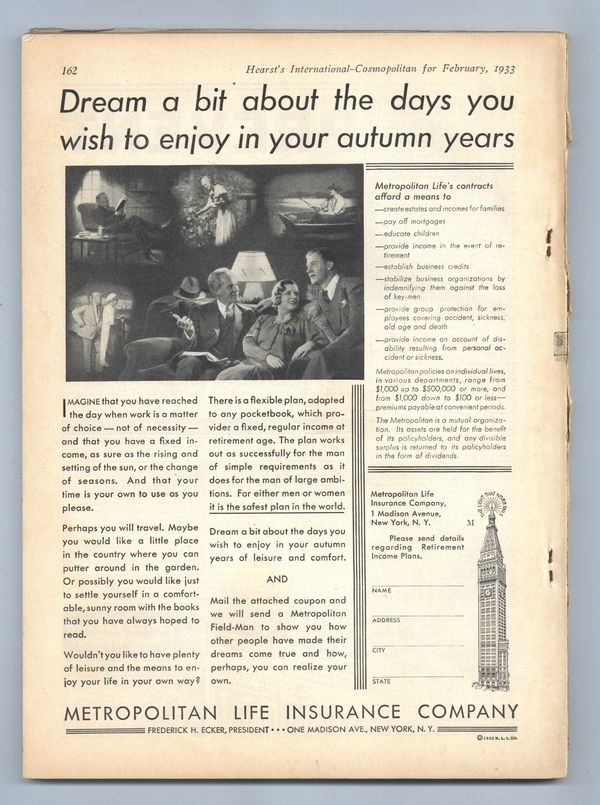 162
Hearst's International-Cosmopolitan for February, 1933
Dream a bit about the days you
wish to enjoy in your autumn years
IMAGINE that you have reached
the day when work is a matter
of choice — not of necessity —
and that you have a fixed in-
come, as sure as the rising and
setting of the sun, or the change
of seasons. And that your
time is your own to use as you
please.
Perhaps you will travel. Maybe
you would like a little place
in the country where you can
putter around in the garden.
Or possibly you would like just
to settle yourself in a comfort-
able, sunny room with the books
that you have always hoped to
read.
Wouldn't you like to have plenty
of leisure and the means to en-
joy your life in your own way?
There is a flexible plan, adapted
to any pocketbook, which pro-
vides a fixed, regular income at
retirement age. The plan works
out as successfully for the man
of simple requirements as it
does for the man of large ambi-
tions. For either men or women
it is the safest plan in the world.
Dream a bit about the days you
wish to enjoy in your autumn
years of leisure and comfort.
AND
Mail the attached coupon and
we will send a Metropolitan
Field-Man to show you how
other people have made their
dreams come true and how,
perhaps, you can realize your
own.
Metropolitan Life's contracts
afford a means to
—create estates and incomes for families
—pay off mortgages
—educate children
—provide income in the event of re-
tirement
—establish business credits
—stabilize business organizations by
indemnifying them against the loss
of key-men
—provide group protection for em-
ployees covering accident, sickness,
old age and death
—provide income on account of dis-
ability resulting from personal ac-
cident or sickness.
Metropolitan policies on individual lives,
in various departments, range from
$1,000 up to $500,000 or more, and
from $1,000 down to $100 or less—
premiums payable at convenient periods.
The Metropolitan is a mutual organiza-
tion. Its assets are held for the benefit
of its policyholders, and any divisible
surplus is returned to its policyholders
in the form of dividends.
Metropolitan Life
Insurance Company,
1 Madison Avenue,
New York, N. Y.
M
Please send details
regarding Retirement
Income Plans.
NAME
ADDRESS
CITY
STATE
THE LIGHT THAT NEVER FAILS
METROPOLITAN LIFE INSURANCE COMPANY
FREDERICK H. ECKER, PRESIDENT • • • ONE MADISON AVE., NEW YORK, N. Y.
© 1933 M. L. I. CO.